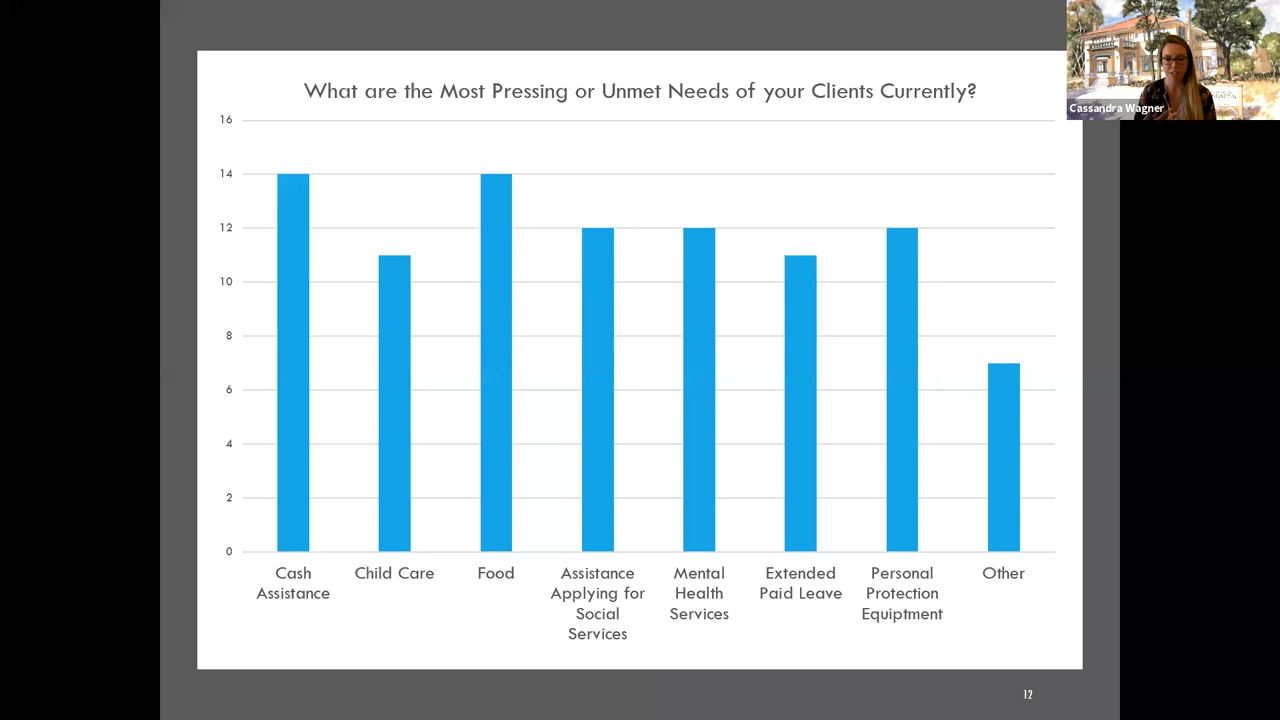 What are the Most Pressing or Unmet Needs of your Clients Currently?
16
14
12
10
8
6
4
2
0
Cash
Assistance
Child Care
Food
Assistance
Applying for
Social
Services
Mental
Health
Services
Extended
Paid Leave
Personal
Protection
Equiptment
Other
12
Cassandra Wagner